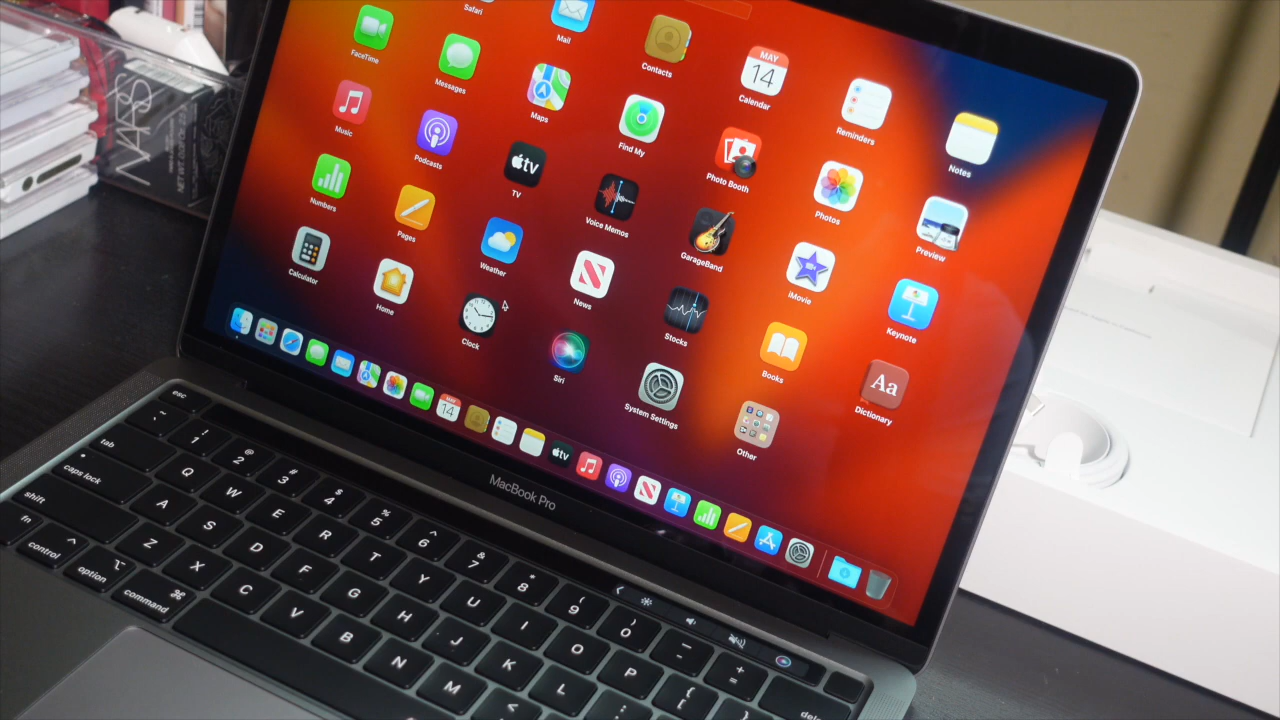 Safari
Mail
FaceTime
Messages
Contacts
MAY
14
Calendar
Reminders
Notes
Music
Podcasts
Maps
Find My
Photo Booth
Photos
Preview
Numbers
Pages
tv
TV
Voice Memos
GarageBand
iMovie
Keynote
Calculator
Home
Weather
News
Stocks
Books
Aa
Dictionary
Clock
Siri
System Settings
Other
MAY
14
tv
NARS
MacBook Pro
esc
~ `
! 1
@ 2
# 3
$ 4
% 5
^ 6
& 7
* 8
( 9
) 0
_ -
+ =
tab
Q W E R T Y U I O P { [
caps lock
A S D F G H J K L : ;
shift
Z X C V B N M < ,
fn
control
option
command